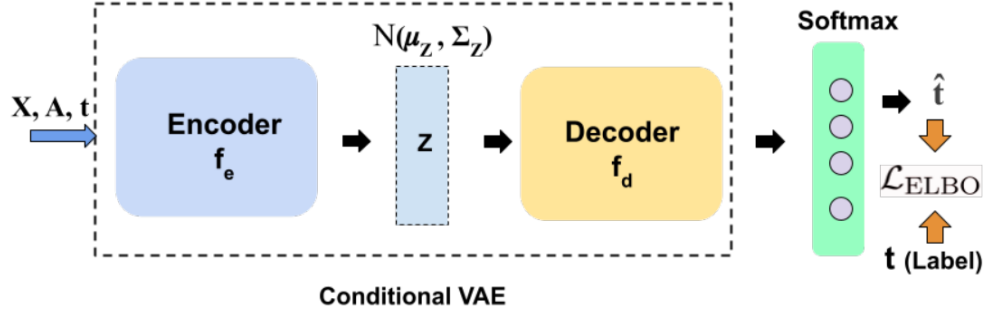 Softmax
N(μ_Z, Σ_Z)
X, A, t
Encoder
f_e
z
Decoder
f_d
t̂
ℒ_ELBO
t (Label)
Conditional VAE